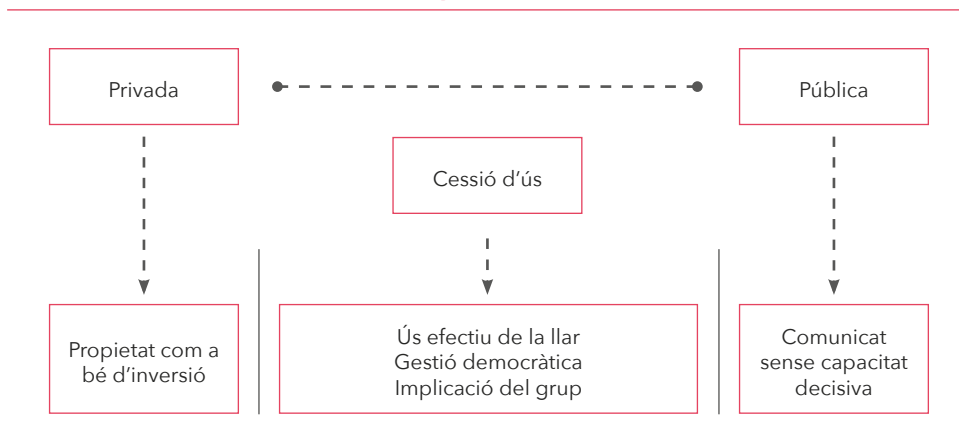 Privada
Pública
Cessió d'ús
Propietat com a
bé d'inversió
Ús efectiu de la llar
Gestió democràtica
Implicació del grup
Comunicat
sense capacitat
decisiva